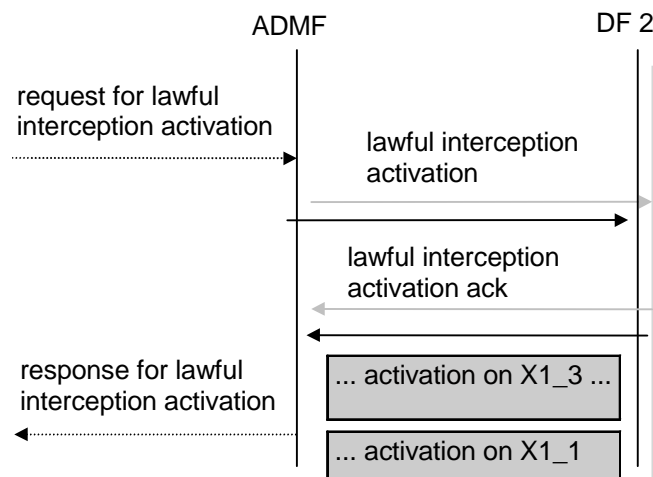 ADMF
DF 2
request for lawful
interception activation
lawful interception
activation
lawful interception
activation ack
response for lawful
interception activation
... activation on X1_3 ...
... activation on X1_1